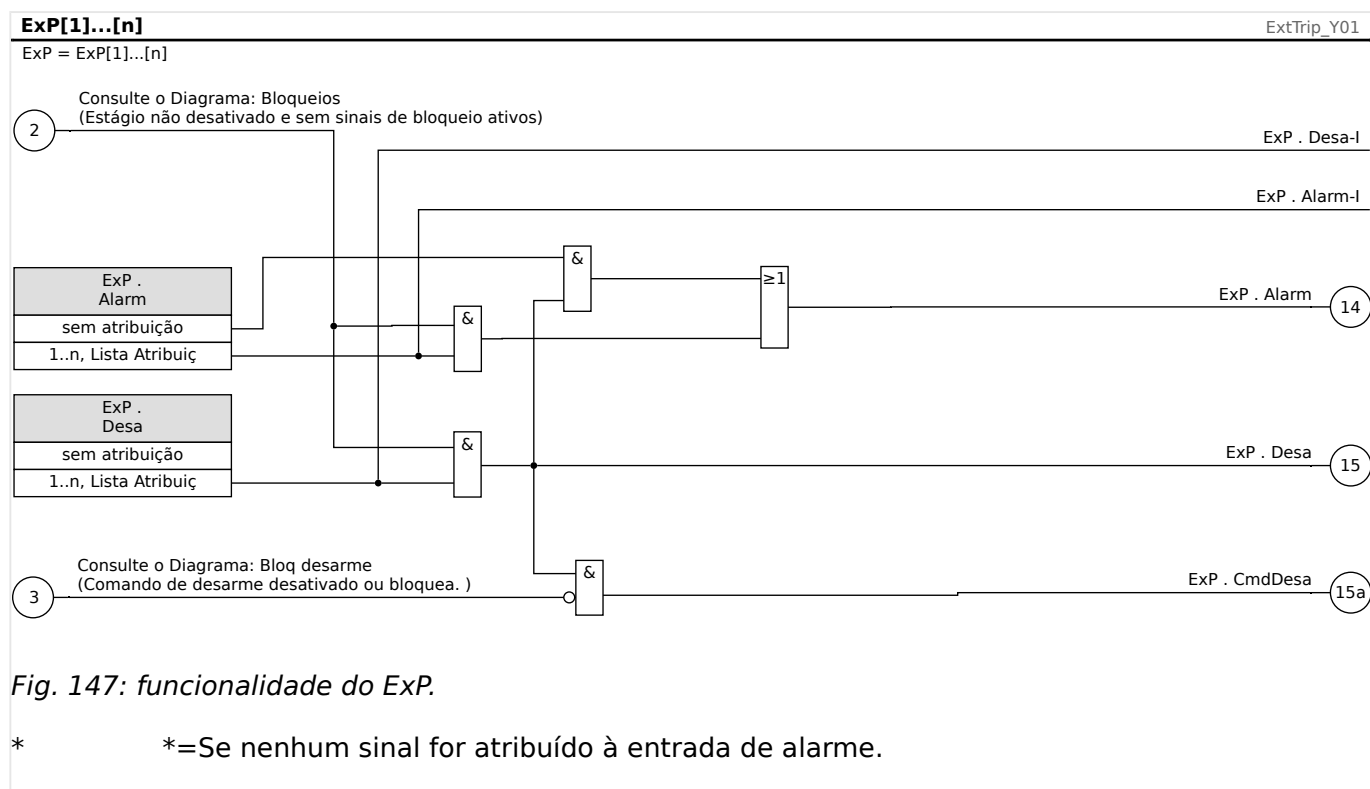 ExP[1]...[n]
ExtTrip_Y01
ExP = ExP[1]...[n]
Consulte o Diagrama: Bloqueios
(Estágio não desativado e sem sinais de bloqueio ativos)
2
ExP . Desa-I
ExP . Alarm-I
&
ExP .
Alarm
≥1
ExP . Alarm
14
sem atribuição
&
1..n, Lista Atribuiç
ExP .
Desa
&
sem atribuição
ExP . Desa
15
1..n, Lista Atribuiç
Consulte o Diagrama: Bloq desarme
(Comando de desarme desativado ou bloquea. )
3
&
ExP . CmdDesa
15a
Fig. 147: funcionalidade do ExP.
* *=Se nenhum sinal for atribuído à entrada de alarme.